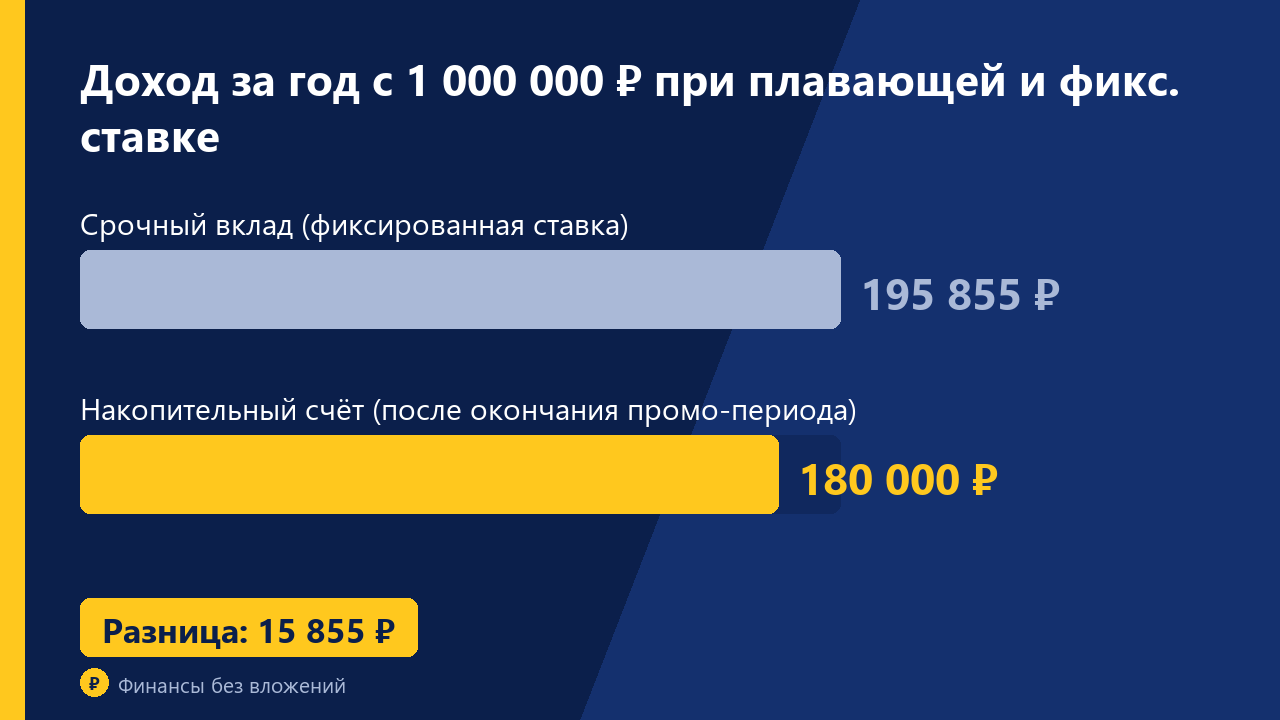 Доход за год с 1 000 000 ₽ при плавающей и фикс.
ставке
Срочный вклад (фиксированная ставка)
195 855 ₽
Накопительный счёт (после окончания промо-периода)
180 000 ₽
Разница: 15 855 ₽
₽ Финансы без вложений